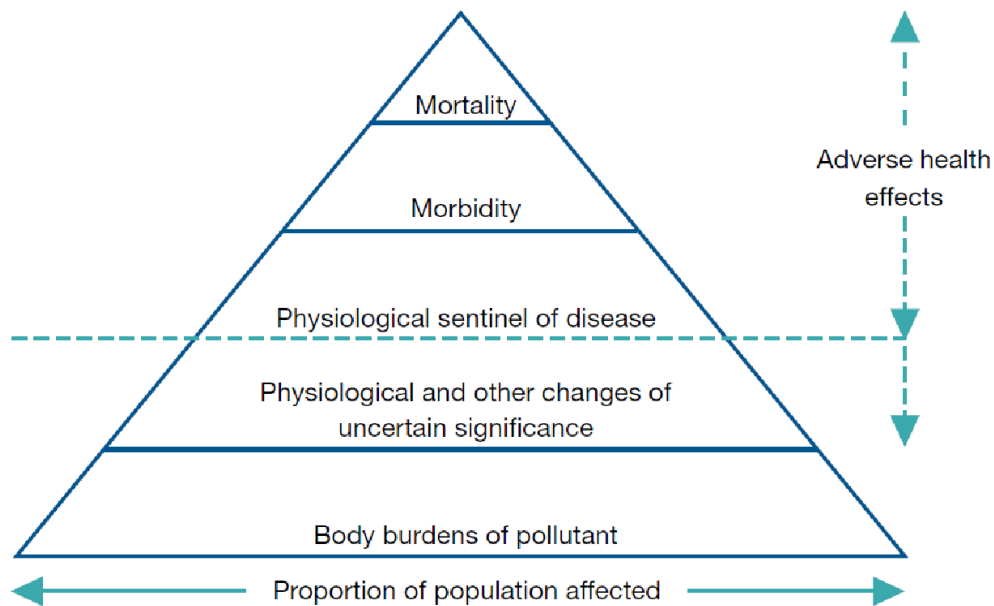 Mortality
Adverse health
effects
Morbidity
Physiological sentinel of disease
Physiological and other changes of
uncertain significance
Body burdens of pollutant
Proportion of population affected